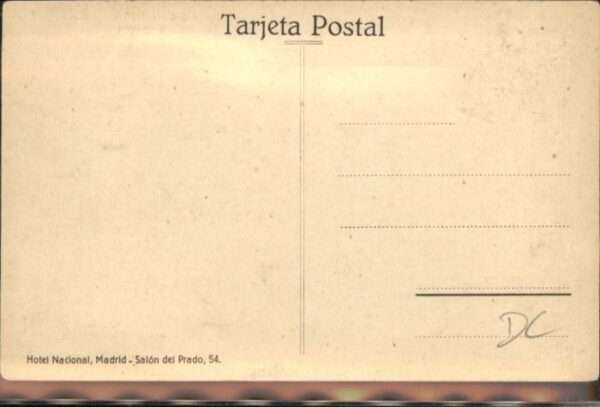 Tarjeta Postal
Hotel Nacional, Madrid - Salón del Prado, 54.
DC